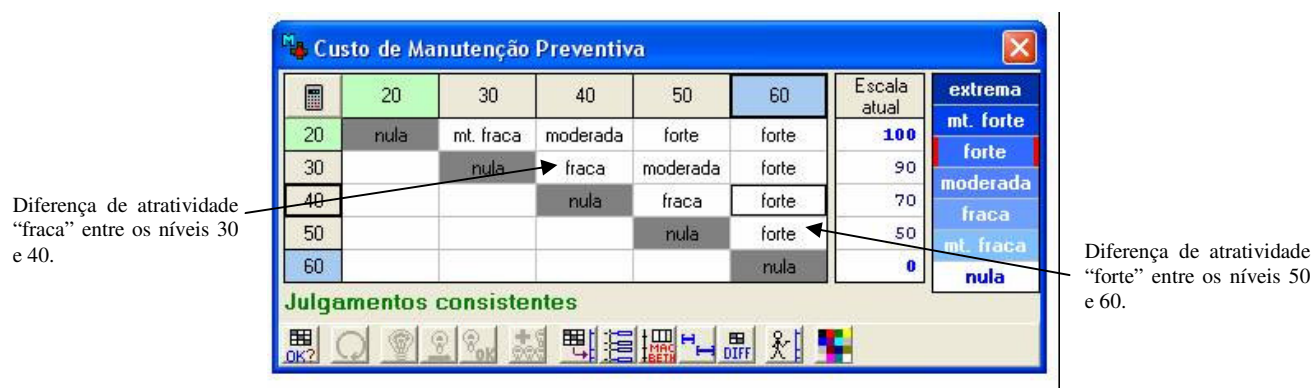 Custo de Manutenção Preventiva
20 30 40 50 60 Escala atual
20 nula mt. fraca moderada forte forte 100
30 nula fraca moderada forte 90
40 nula fraca forte 70
50 nula forte 50
60 nula 0
extrema
mt. forte
forte
moderada
fraca
mt. fraca
nula
Julgamentos consistentes
OK? OK MAC BETH DIFF
Diferença de atratividade
“fraca” entre os níveis 30
e 40.
Diferença de atratividade
“forte” entre os níveis 50
e 60.